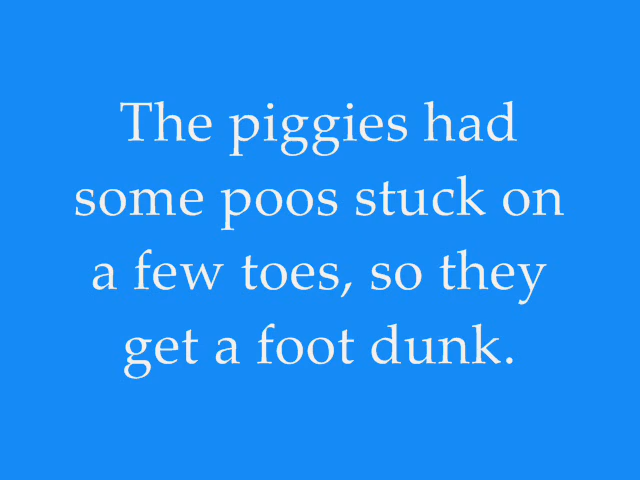 The piggies had
some poos stuck on
a few toes, so they
get a foot dunk.